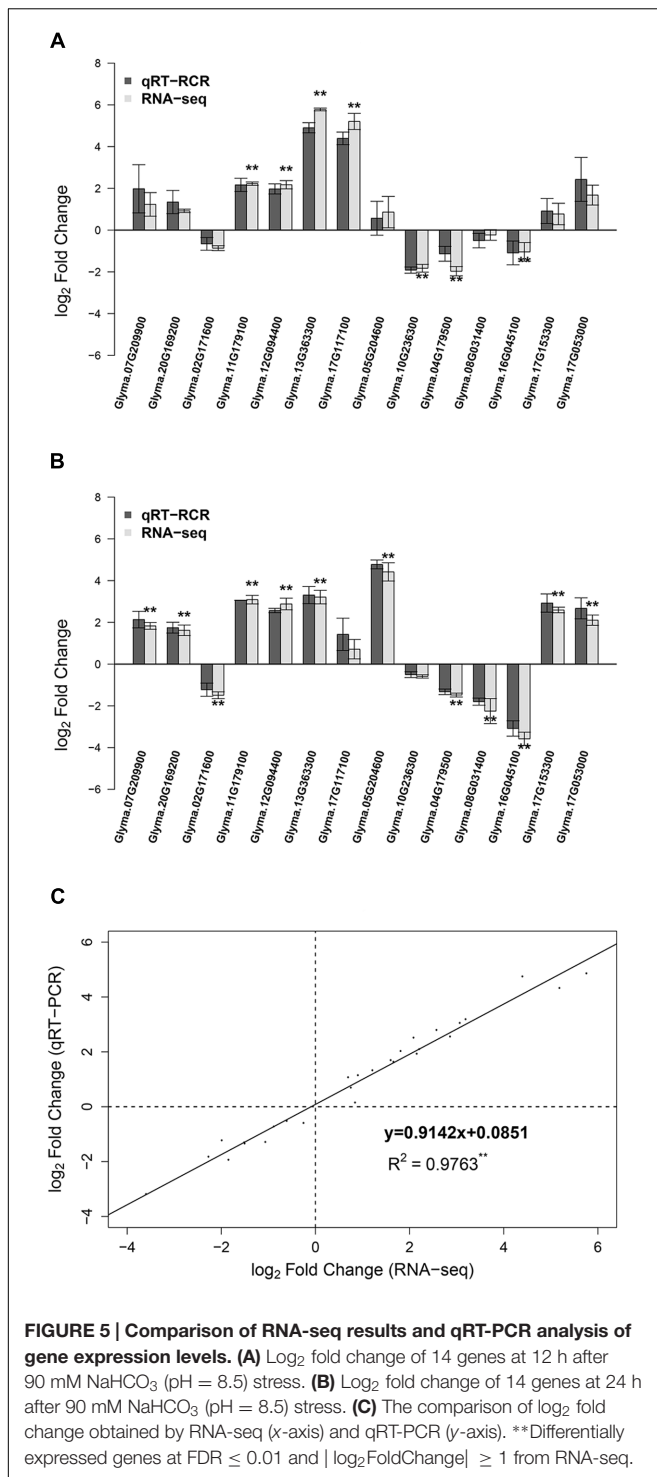 A
8
6
4
2
0
−2
−4
−6
log2 Fold Change
qRT−RCR
RNA−seq
** ** ** ** ** ** **
Glyma.07G209900
Glyma.20G169200
Glyma.02G171600
Glyma.11G179100
Glyma.12G094400
Glyma.13G363300
Glyma.17G117100
Glyma.05G204600
Glyma.10G236300
Glyma.04G179500
Glyma.08G031400
Glyma.16G045100
Glyma.17G153300
Glyma.17G053000
B
8
6
4
2
0
−2
−4
−6
log2 Fold Change
qRT−RCR
RNA−seq
** ** ** ** ** ** ** ** ** ** ** **
Glyma.07G209900
Glyma.20G169200
Glyma.02G171600
Glyma.11G179100
Glyma.12G094400
Glyma.13G363300
Glyma.17G117100
Glyma.05G204600
Glyma.10G236300
Glyma.04G179500
Glyma.08G031400
Glyma.16G045100
Glyma.17G153300
Glyma.17G053000
C
6
4
2
0
−2
−4
log2 Fold Change (qRT−PCR)
y=0.9142x+0.0851
R2 = 0.9763**
−4 −2 0 2 4 6
log2 Fold Change (RNA−seq)
FIGURE 5 | Comparison of RNA-seq results and qRT-PCR analysis of
gene expression levels. (A) Log2 fold change of 14 genes at 12 h after
90 mM NaHCO3 (pH = 8.5) stress. (B) Log2 fold change of 14 genes at 24 h
after 90 mM NaHCO3 (pH = 8.5) stress. (C) The comparison of log2 fold
change obtained by RNA-seq (x-axis) and qRT-PCR (y-axis). **Differentially
expressed genes at FDR ≤ 0.01 and | log2FoldChange| ≥ 1 from RNA-seq.